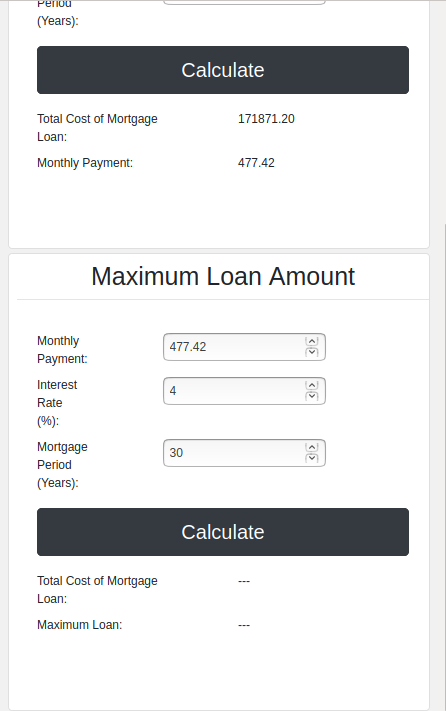 Period
(Years):
Calculate
Total Cost of Mortgage 171871.20
Loan:
Monthly Payment: 477.42
Maximum Loan Amount
Monthly
Payment:
477.42
Interest
Rate
(%):
4
Mortgage
Period
(Years):
30
Calculate
Total Cost of Mortgage ---
Loan:
Maximum Loan: ---